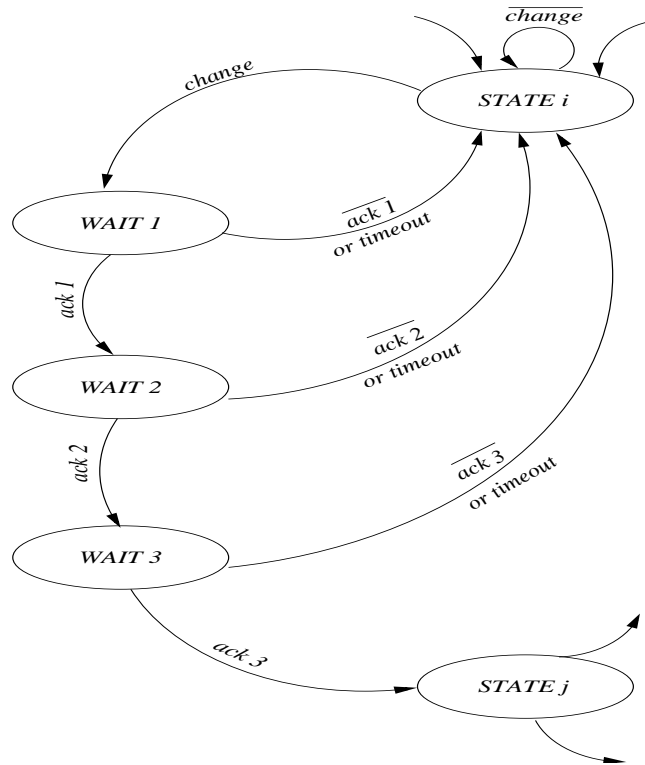 change
STATE i
change
WAIT 1
ack 1
or timeout
ack 1
WAIT 2
ack 2
or timeout
ack 2
WAIT 3
ack 3
or timeout
ack 3
STATE j